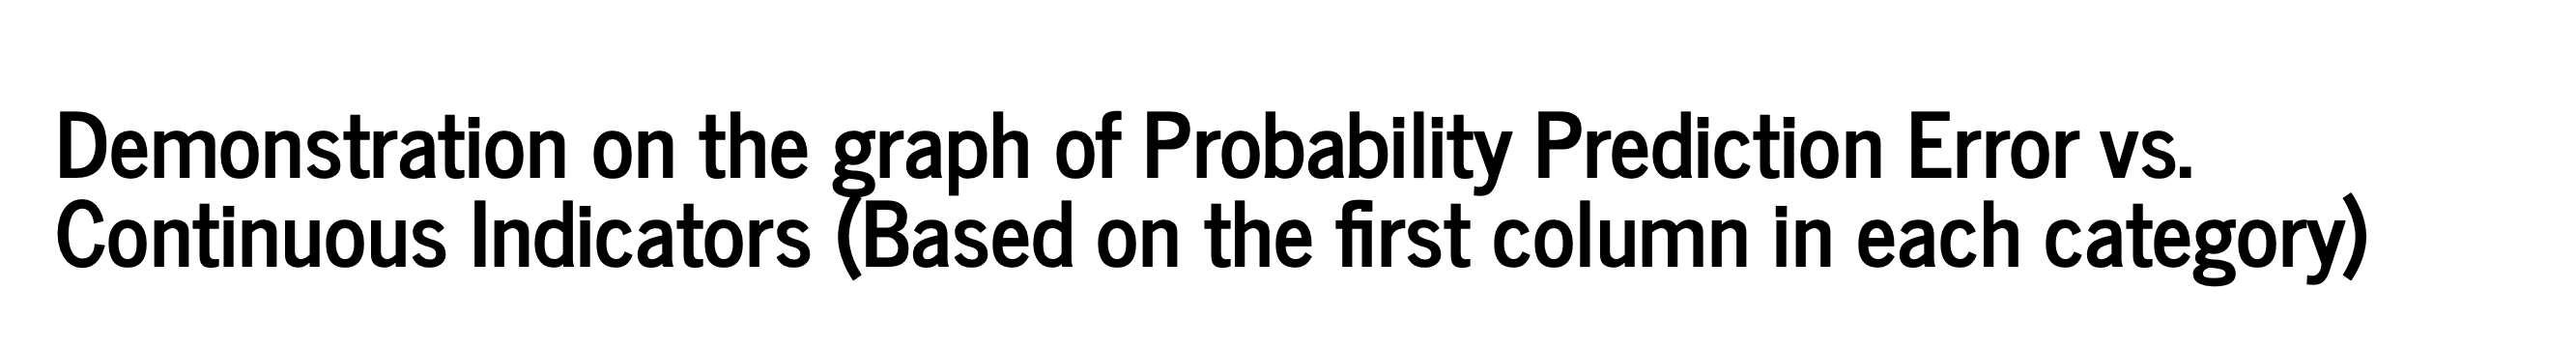 Demonstration on the graph of Probability Prediction Error vs.
Continuous Indicators (Based on the first column in each category)